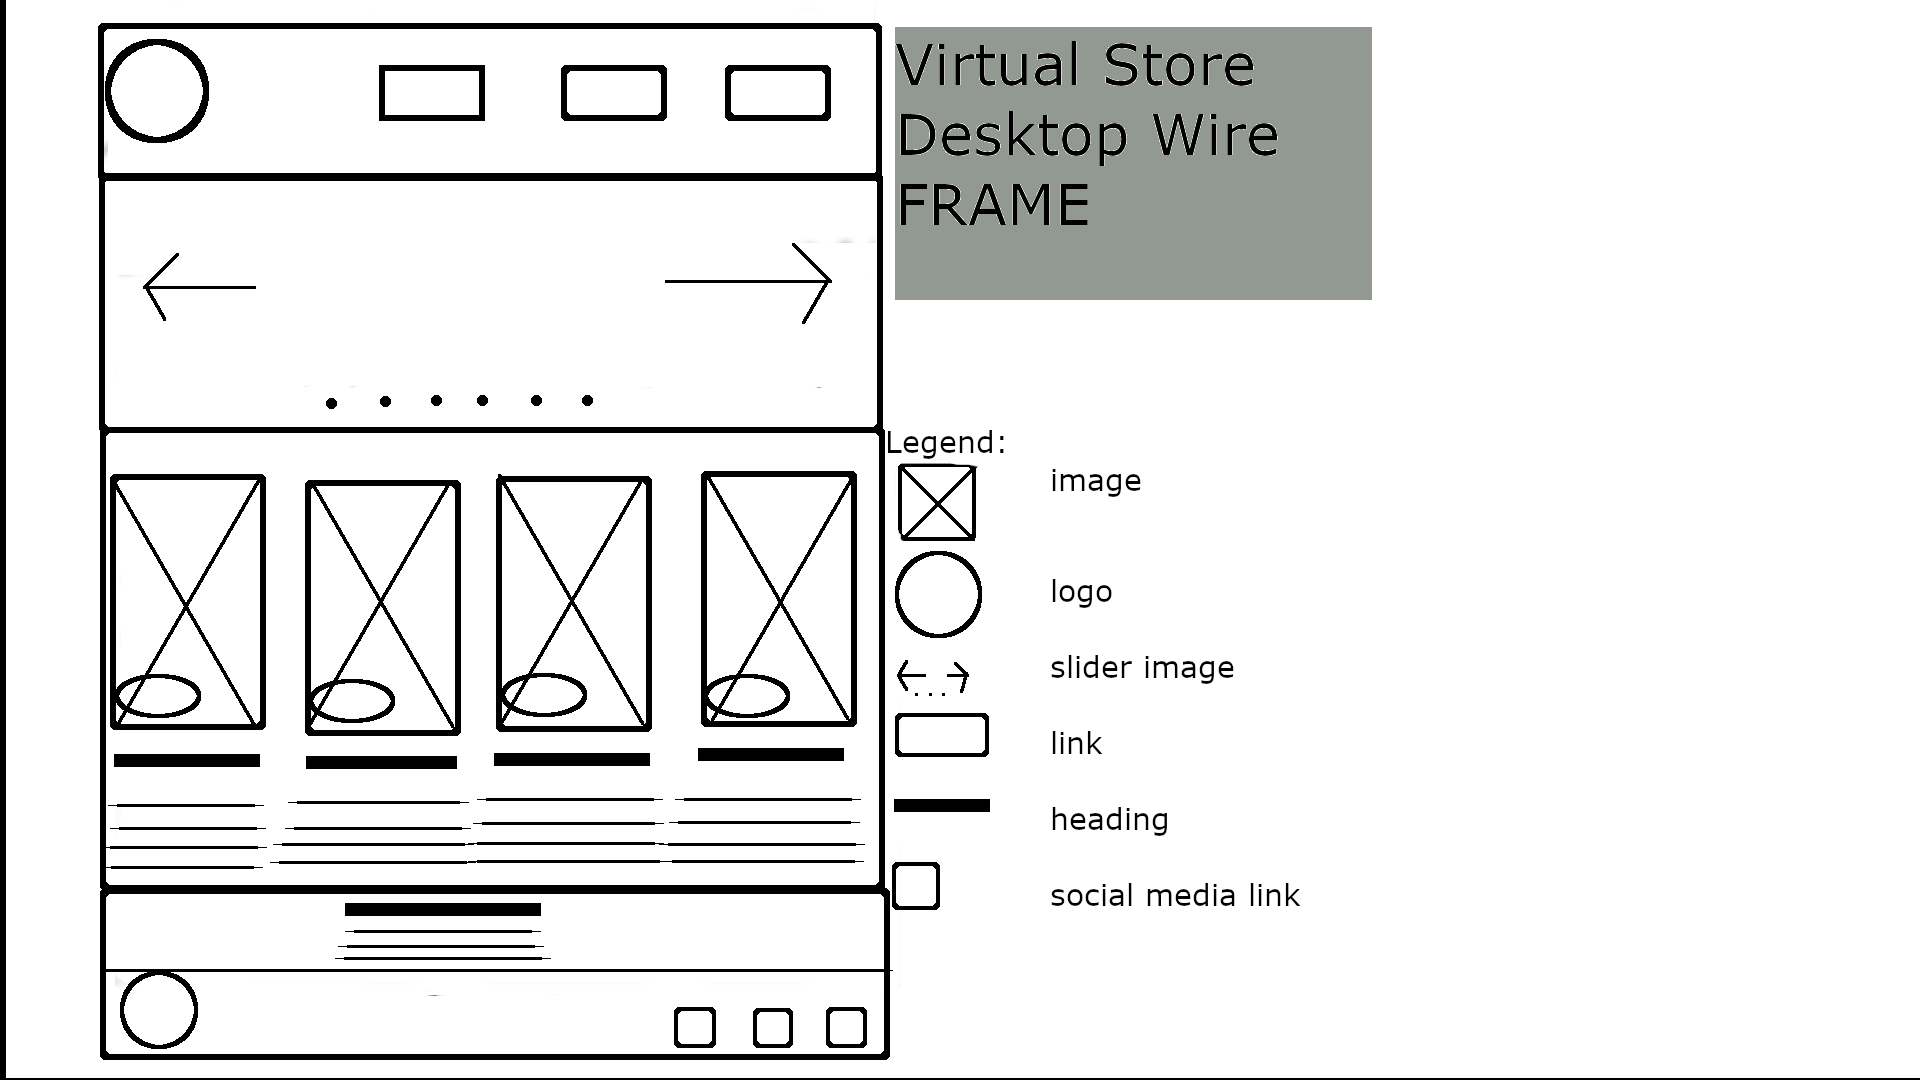 Virtual Store
Desktop Wire
FRAME
Legend:
image
logo
slider image
link
heading
social media link